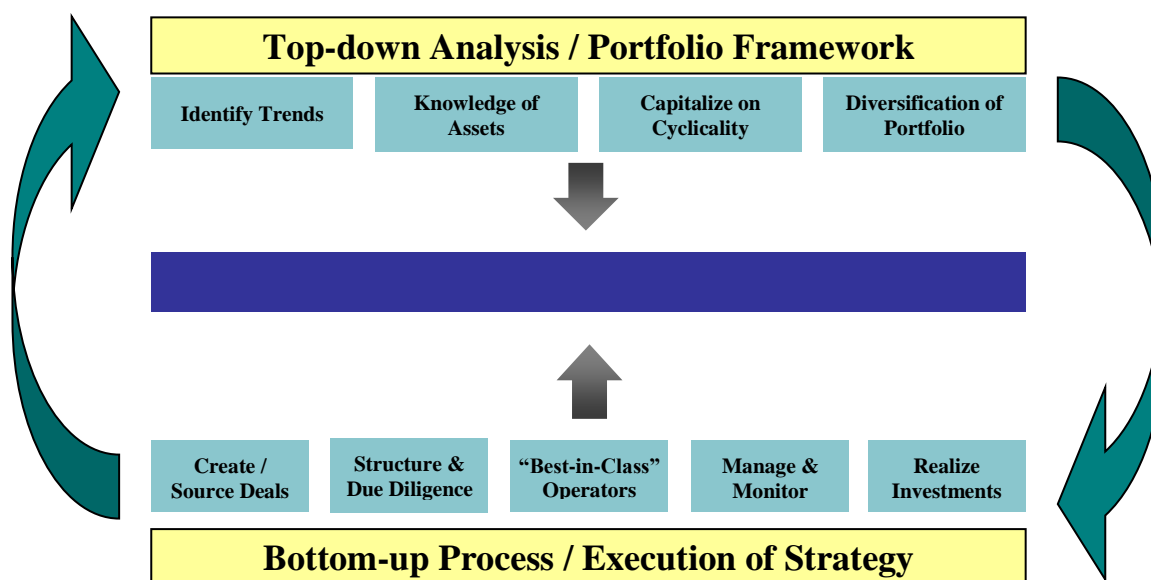 Top-down Analysis / Portfolio Framework
Identify Trends
Knowledge of
Assets
Capitalize on
Cyclicality
Diversification of
Portfolio
Create /
Source Deals
Structure &
Due Diligence
“Best-in-Class”
Operators
Manage &
Monitor
Realize
Investments
Bottom-up Process / Execution of Strategy